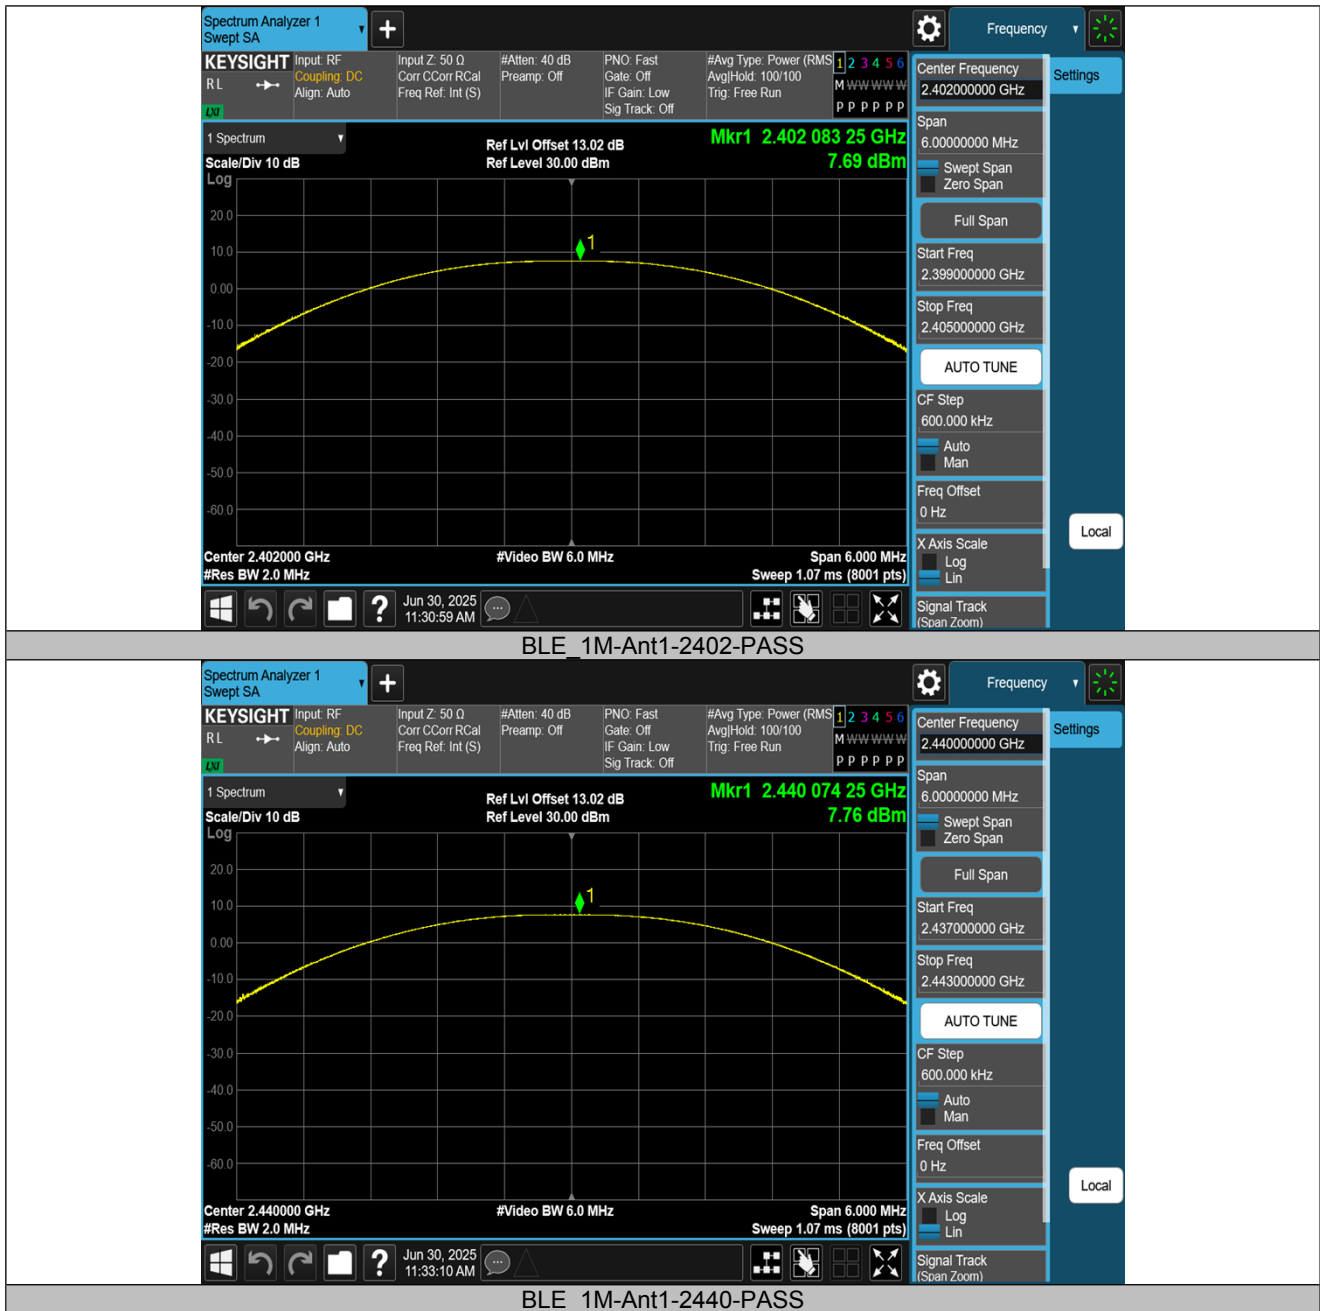 Spectrum Analyzer 1
Swept SA
Frequency
KEYSIGHT
RL
LXI
Input: RF
Coupling: DC
Align: Auto
Input Z: 50 Ω
Corr CCorr RCal
Freq Ref: Int (S)
#Atten: 40 dB
Preamp: Off
PNO: Fast
Gate: Off
IF Gain: Low
Sig Track: Off
#Avg Type: Power (RMS
Avg|Hold: 100/100
Trig: Free Run
1 2 3 4 5 6
M W W W W W
P P P P P P
1 Spectrum
Scale/Div 10 dB
Log
Ref Lvl Offset 13.02 dB
Ref Level 30.00 dBm
Mkr1 2.402 083 25 GHz
7.69 dBm
1
20.0
10.0
0.00
-10.0
-20.0
-30.0
-40.0
-50.0
-60.0
Center 2.402000 GHz
#Res BW 2.0 MHz
#Video BW 6.0 MHz
Span 6.000 MHz
Sweep 1.07 ms (8001 pts)
Jun 30, 2025
11:30:59 AM
Center Frequency
2.402000000 GHz
Span
6.00000000 MHz
Swept Span
Zero Span
Full Span
Start Freq
2.399000000 GHz
Stop Freq
2.405000000 GHz
AUTO TUNE
CF Step
600.000 kHz
Auto
Man
Freq Offset
0 Hz
X Axis Scale
Log
Lin
Signal Track
(Span Zoom)
Settings
Local
BLE_1M-Ant1-2402-PASS
Spectrum Analyzer 1
Swept SA
Frequency
KEYSIGHT
RL
LXI
Input: RF
Coupling: DC
Align: Auto
Input Z: 50 Ω
Corr CCorr RCal
Freq Ref: Int (S)
#Atten: 40 dB
Preamp: Off
PNO: Fast
Gate: Off
IF Gain: Low
Sig Track: Off
#Avg Type: Power (RMS
Avg|Hold: 100/100
Trig: Free Run
1 2 3 4 5 6
M W W W W W
P P P P P P
1 Spectrum
Scale/Div 10 dB
Log
Ref Lvl Offset 13.02 dB
Ref Level 30.00 dBm
Mkr1 2.440 074 25 GHz
7.76 dBm
1
20.0
10.0
0.00
-10.0
-20.0
-30.0
-40.0
-50.0
-60.0
Center 2.440000 GHz
#Res BW 2.0 MHz
#Video BW 6.0 MHz
Span 6.000 MHz
Sweep 1.07 ms (8001 pts)
Jun 30, 2025
11:33:10 AM
Center Frequency
2.440000000 GHz
Span
6.00000000 MHz
Swept Span
Zero Span
Full Span
Start Freq
2.437000000 GHz
Stop Freq
2.443000000 GHz
AUTO TUNE
CF Step
600.000 kHz
Auto
Man
Freq Offset
0 Hz
X Axis Scale
Log
Lin
Signal Track
(Span Zoom)
Settings
Local
BLE_1M-Ant1-2440-PASS